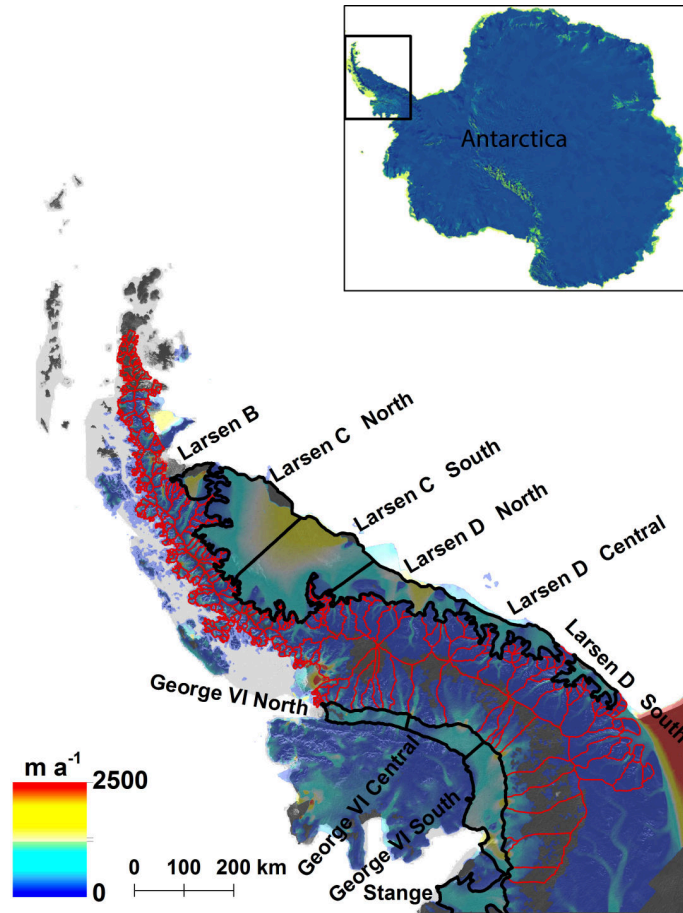 Antarctica
Larsen B
Larsen C North
Larsen C South
Larsen D North
Larsen D Central
Larsen D South
George VI North
George VI Central
George VI South
Stange
m a⁻¹
2500
0
0 100 200 km